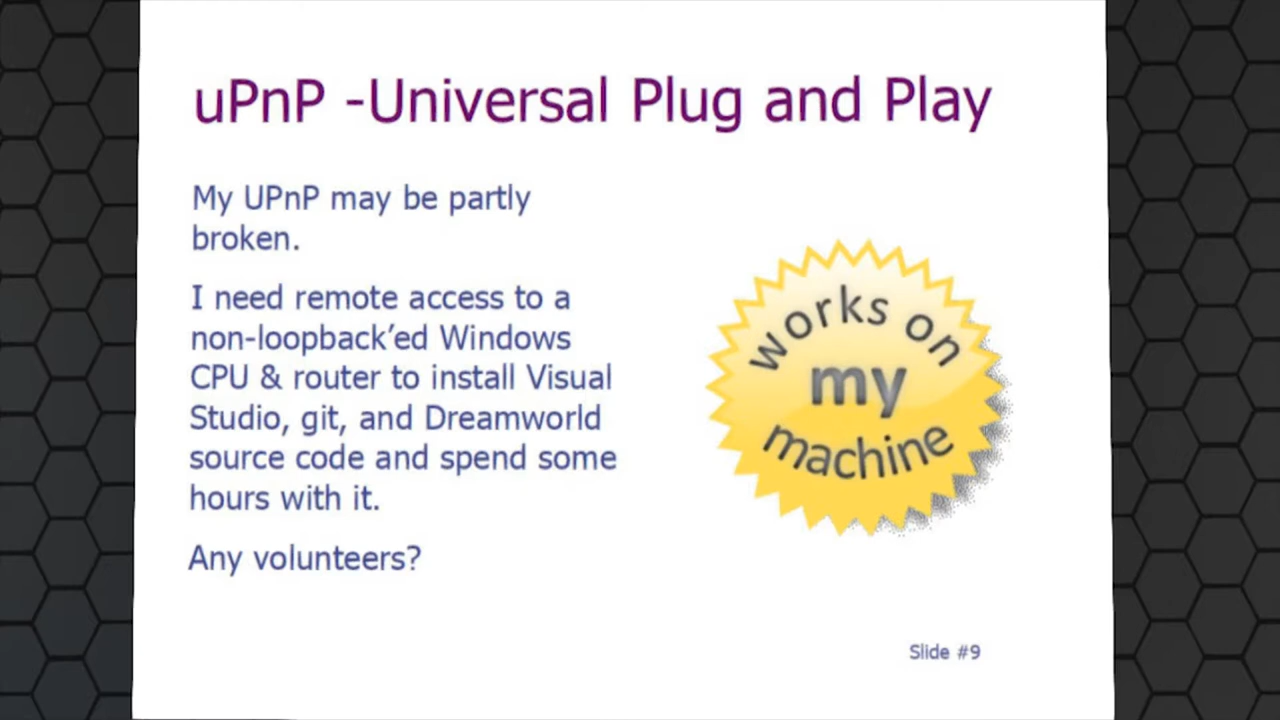 uPnP -Universal Plug and Play
My UPnP may be partly
broken.
I need remote access to a
non-loopback’ed Windows
CPU & router to install Visual
Studio, git, and Dreamworld
source code and spend some
hours with it.
Any volunteers?
works on
my
machine
Slide #9